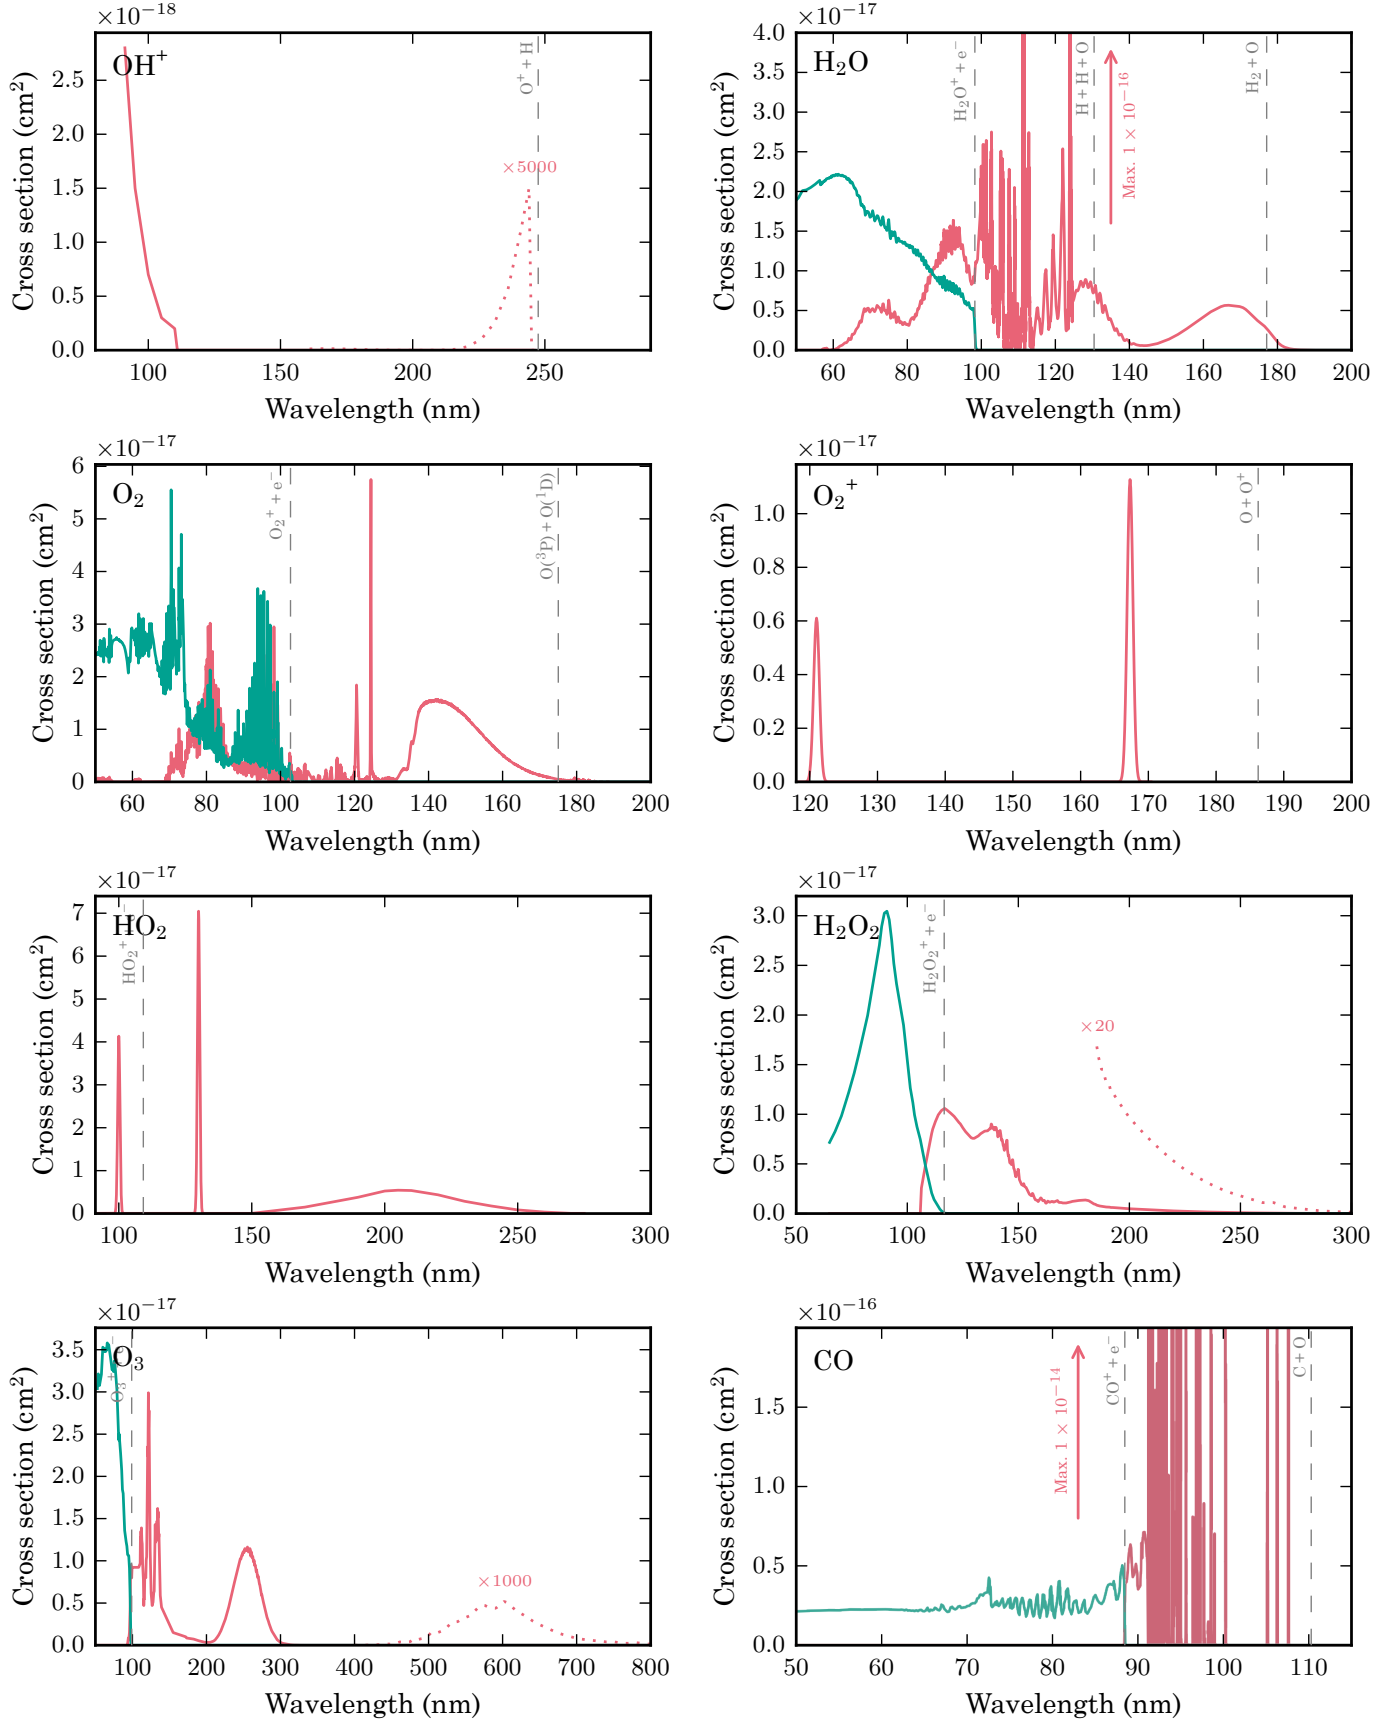 ×10⁻¹⁸
OH⁺
O⁺ + H
×5000
Cross section (cm²)
2.5
2.0
1.5
1.0
0.5
0.0
100 150 200 250
Wavelength (nm)
×10⁻¹⁷
H₂O
H₂O⁺ + e⁻
H + H + O
Max. 1 × 10⁻¹⁶
H₂ + O
Cross section (cm²)
4.0
3.5
3.0
2.5
2.0
1.5
1.0
0.5
0.0
60 80 100 120 140 160 180 200
Wavelength (nm)
×10⁻¹⁷
O₂
O₂⁺ + e⁻
O(³P) + O(¹D)
Cross section (cm²)
6
5
4
3
2
1
0
60 80 100 120 140 160 180 200
Wavelength (nm)
×10⁻¹⁷
O₂⁺
O + O⁺
Cross section (cm²)
1.0
0.8
0.6
0.4
0.2
0.0
121 130 140 150 160 170 180 190 200
Wavelength (nm)
×10⁻¹⁷
HO₂
HO₂⁺
Cross section (cm²)
7
6
5
4
3
2
1
0
100 150 200 250 300
Wavelength (nm)
×10⁻¹⁷
H₂O₂
H₂O₂⁺ + e⁻
×20
Cross section (cm²)
3.0
2.5
2.0
1.5
1.0
0.5
0.0
50 100 150 200 250 300
Wavelength (nm)
×10⁻¹⁷
O₃
O₃⁺ e⁻
×1000
Cross section (cm²)
3.5
3.0
2.5
2.0
1.5
1.0
0.5
0.0
100 200 300 400 500 600 700 800
Wavelength (nm)
×10⁻¹⁶
CO
Max. 1 × 10⁻¹⁴
CO⁺ + e⁻
C + O
Cross section (cm²)
1.5
1.0
0.5
0.0
50 60 70 80 90 100 110
Wavelength (nm)